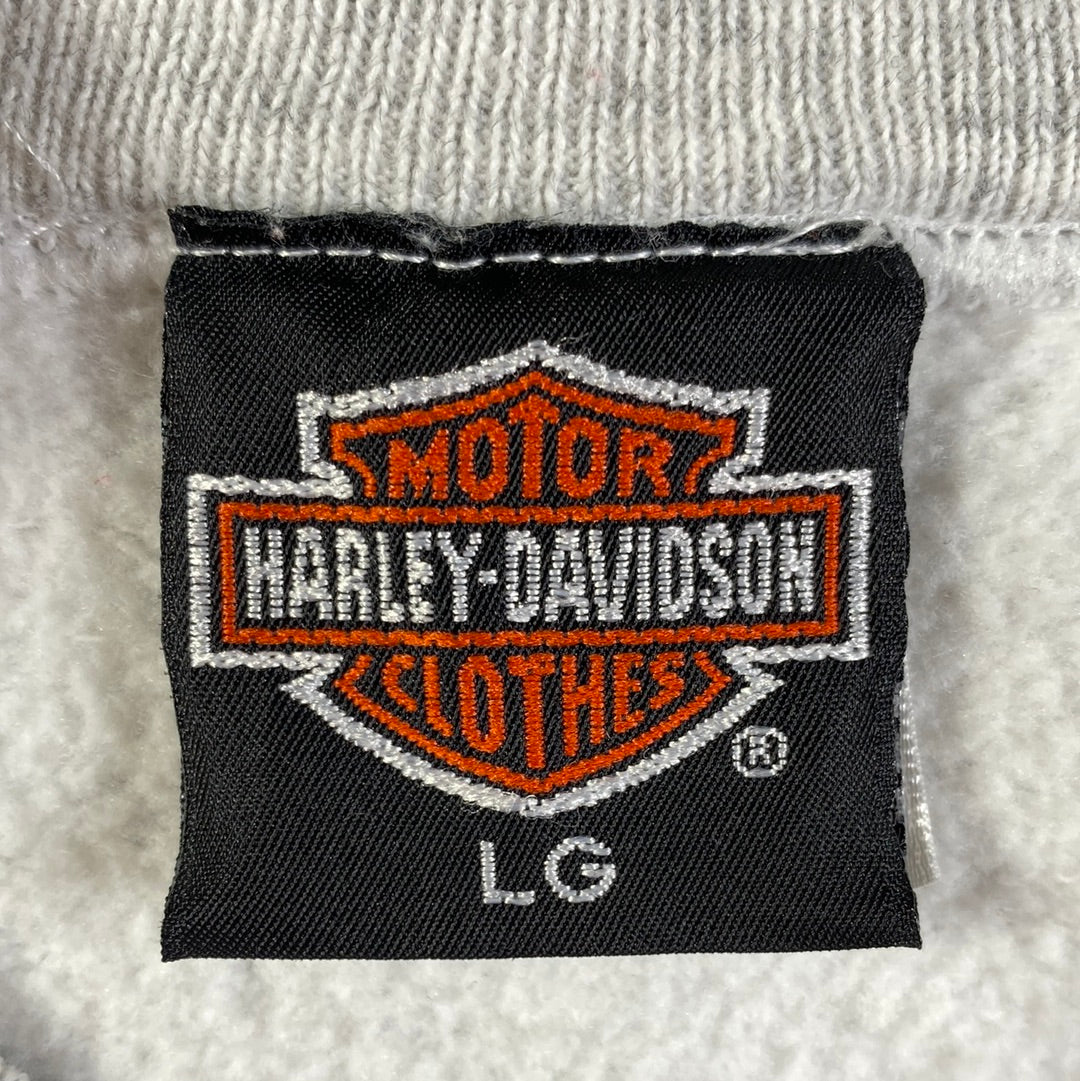 MOTOR
HARLEY-DAVIDSON
CLOTHES
®
LG